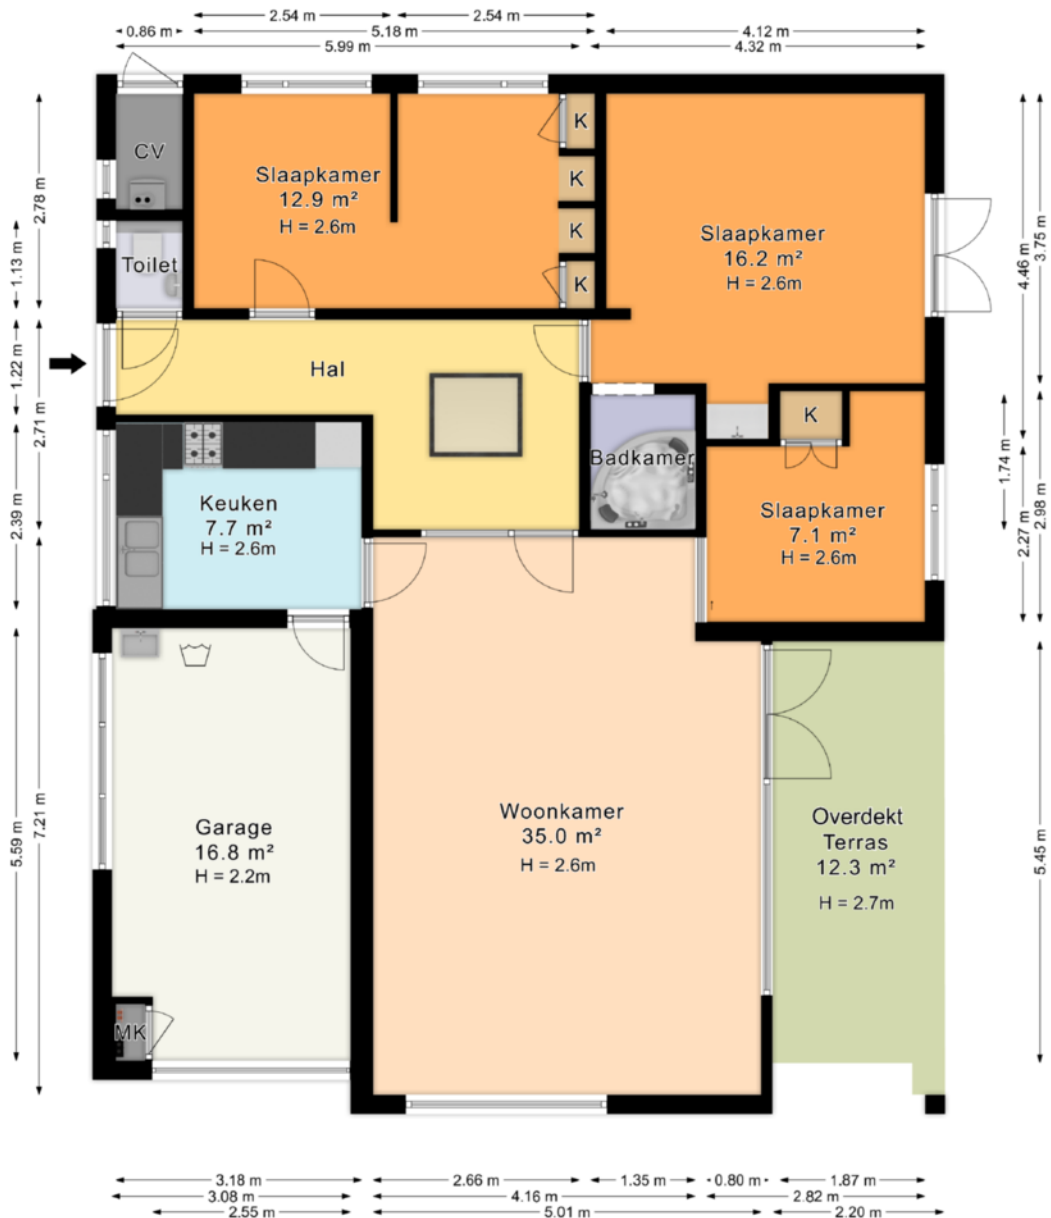 2.54 m
2.54 m
0.86 m
5.18 m
4.12 m
5.99 m
4.32 m
CV
K
Slaapkamer
12.9 m²
H = 2.6m
K
2.78 m
K
Slaapkamer
16.2 m²
H = 2.6m
3.75 m
4.46 m
1.13 m
Toilet
K
1.22 m
Hal
2.71 m
K
1.74 m
Badkamer
2.39 m
Keuken
7.7 m²
H = 2.6m
Slaapkamer
7.1 m²
H = 2.6m
2.98 m
2.27 m
Garage
16.8 m²
H = 2.2m
Woonkamer
35.0 m²
H = 2.6m
Overdekt
Terras
12.3 m²
H = 2.7m
5.59 m
7.21 m
5.45 m
MK
3.18 m
2.66 m
1.35 m
0.80 m
1.87 m
3.08 m
4.16 m
2.82 m
2.55 m
5.01 m
2.20 m